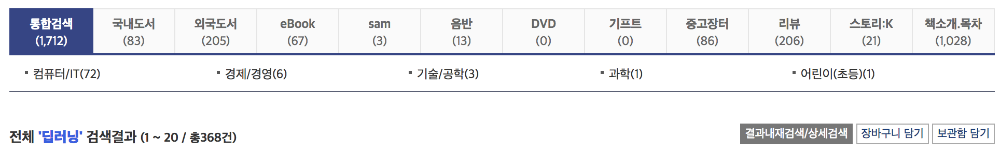 통합검색 국내도서 외국도서 eBook sam 음반 DVD 기프트 중고장터 리뷰 스토리:K 책소개.목차
(1,712) (83) (205) (67) (3) (13) (0) (0) (86) (206) (21) (1,028)
컴퓨터/IT(72) 경제/경영(6) 기술/공학(3) 과학(1) 어린이(초등)(1)
전체 '딥러닝' 검색결과 (1 ~ 20 / 총368건) 결과내재검색/상세검색 장바구니 담기 보관함 담기